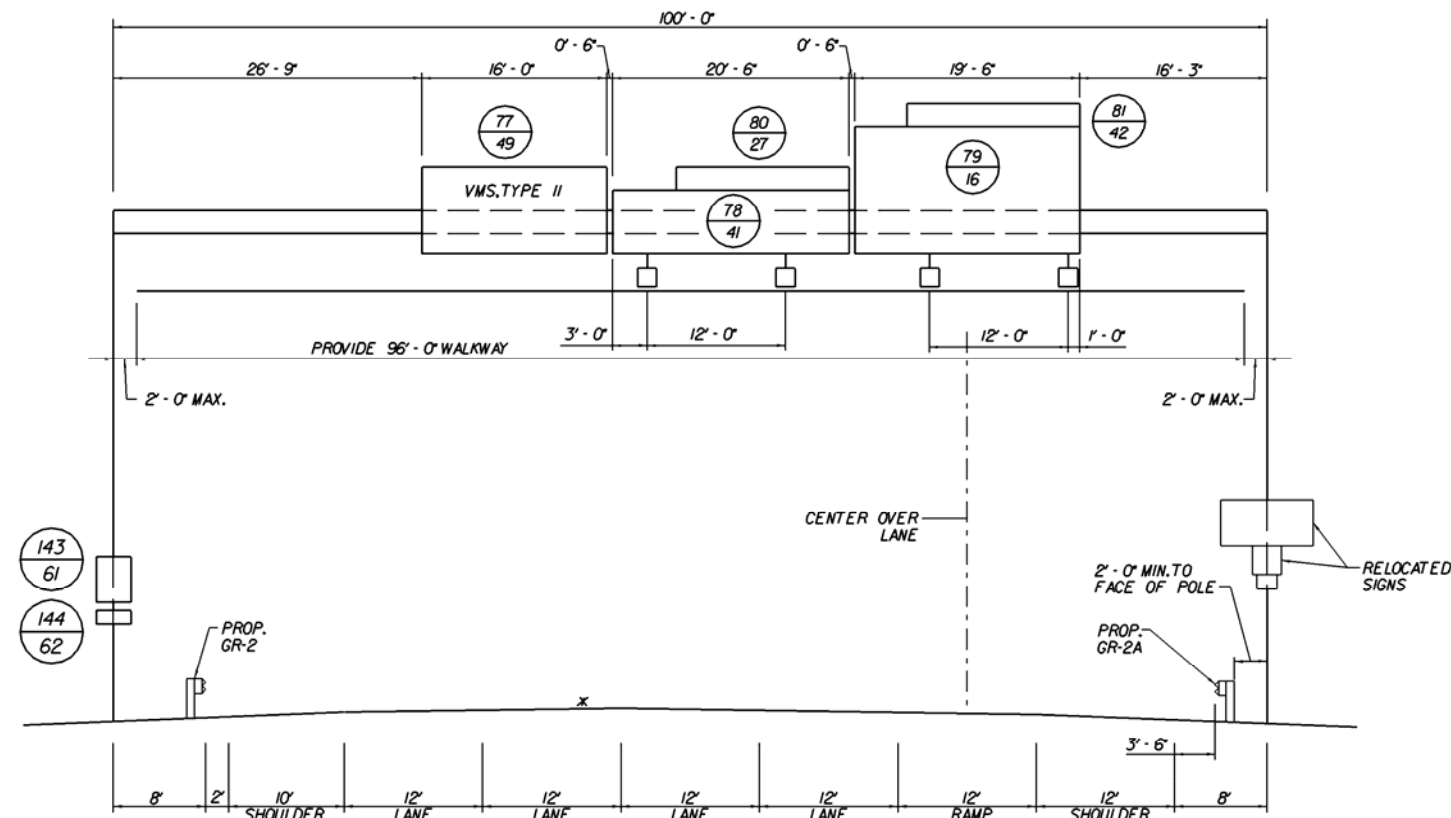 100' - 0"
0' - 6"
0' - 6"
26' - 9"
16' - 0"
20' - 6"
19' - 6"
16' - 3"
77
49
80
27
81
42
79
16
VMS, TYPE II
78
41
3' - 0"
12' - 0"
12' - 0"
1' - 0"
PROVIDE 96' - 0" WALKWAY
2' - 0" MAX.
2' - 0" MAX.
CENTER OVER
LANE
143
61
144
62
2' - 0" MIN. TO
FACE OF POLE
RELOCATED
SIGNS
PROP.
GR-2
PROP.
GR-2A
3' - 6"
8'
2'
10'
SHOULDER
12'
LANE
12'
LANE
12'
LANE
12'
LANE
12'
RAMP
12'
SHOULDER
8'